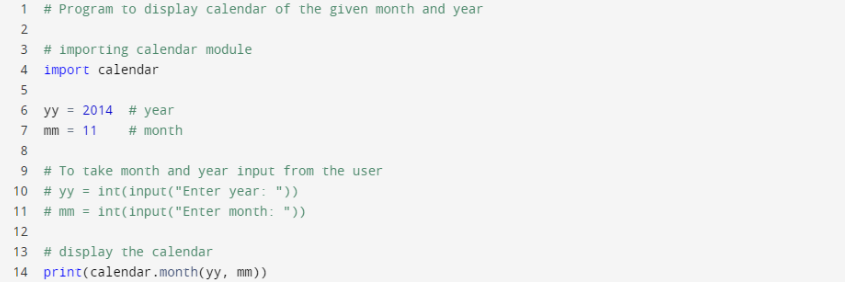 1 # Program to display calendar of the given month and year
2
3 # importing calendar module
4 import calendar
5
6 yy = 2014  # year
7 mm = 11    # month
8
9 # To take month and year input from the user
10 # yy = int(input("Enter year: "))
11 # mm = int(input("Enter month: "))
12
13 # display the calendar
14 print(calendar.month(yy, mm))